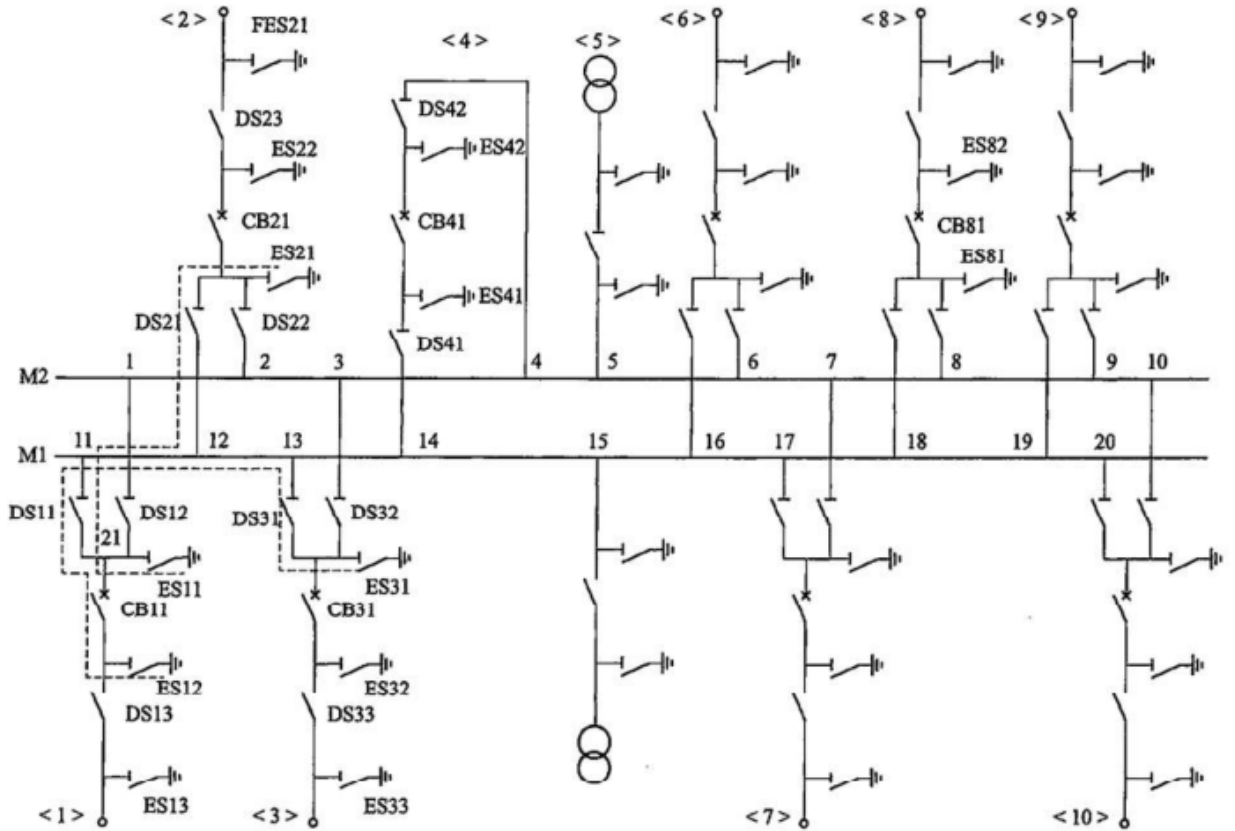 <2> FES21 <4> <5> <6> <8> <9>
DS23 DS42
ES22 ES42 ES82
CB21 CB41 CB81
ES21 ES81
ES41
DS21 DS22 DS41
1 2 3 4 5 6 7 8 9 10
M2
11 12 13 14 15 16 17 18 19 20
M1
DS11 DS12 DS31 DS32
21
ES11 ES31
CB11 CB31
ES12 ES32
DS13 DS33
ES13 ES33
<1> <3> <7> <10>